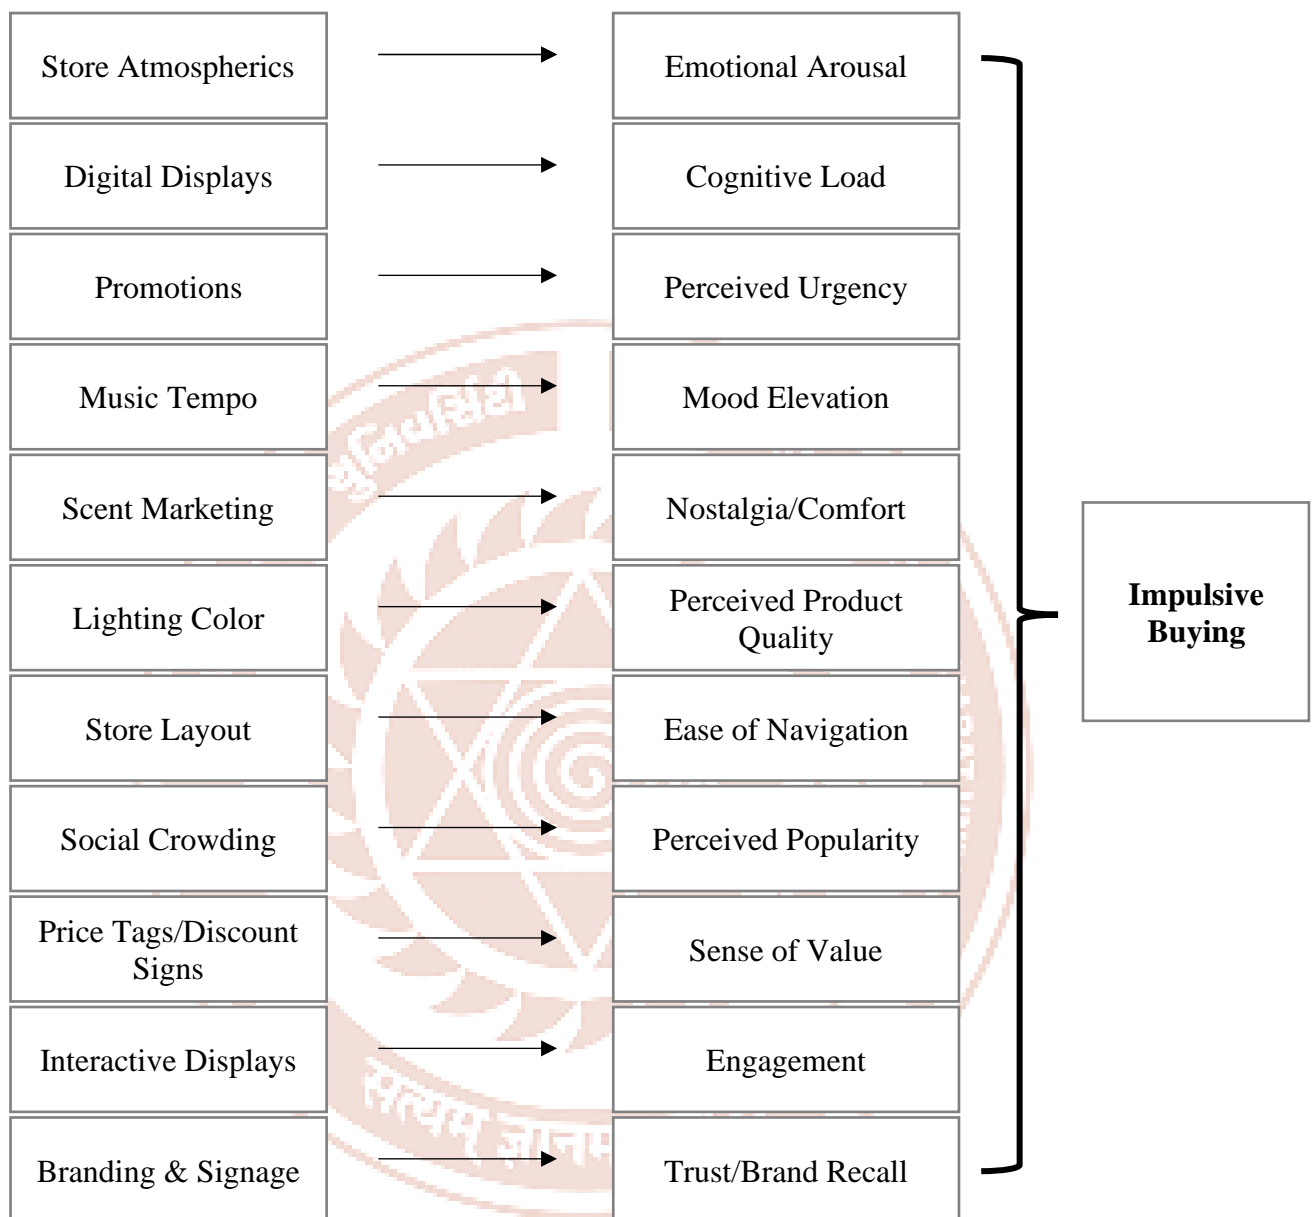 Store Atmospherics
Emotional Arousal
Digital Displays
Cognitive Load
Promotions
Perceived Urgency
Music Tempo
Mood Elevation
Scent Marketing
Nostalgia/Comfort
Lighting Color
Perceived Product
Quality
Store Layout
Ease of Navigation
Social Crowding
Perceived Popularity
Price Tags/Discount
Signs
Sense of Value
Interactive Displays
Engagement
Branding & Signage
Trust/Brand Recall
Impulsive
Buying
सत्यम्